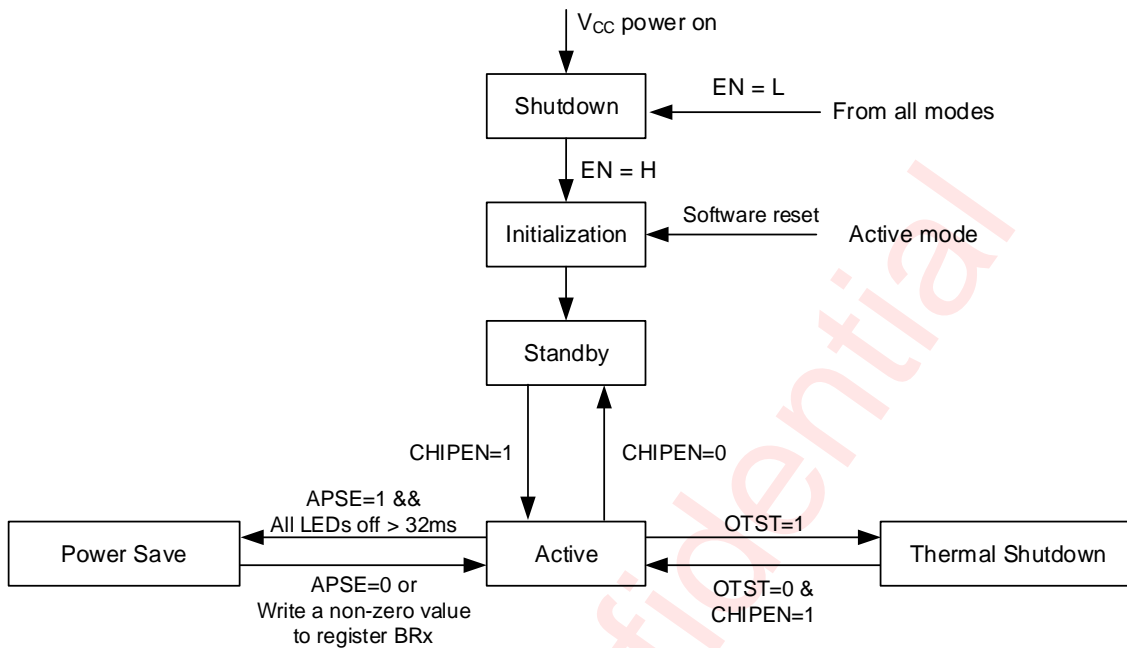 V_CC power on
Shutdown
EN = L
From all modes
EN = H
Initialization
Software reset
Active mode
Standby
CHIPEN=1
CHIPEN=0
APSE=1 &&
All LEDs off > 32ms
Power Save
Active
OTST=1
Thermal Shutdown
APSE=0 or
Write a non-zero value
to register BRx
OTST=0 &
CHIPEN=1
fidential